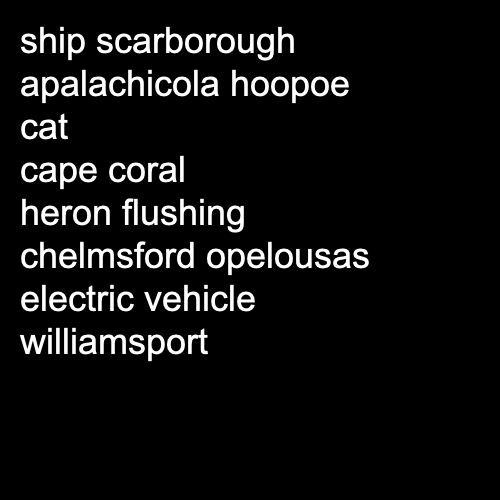 ship scarborough
apalachicola hoopoe
cat
cape coral
heron flushing
chelmsford opelousas
electric vehicle
williamsport